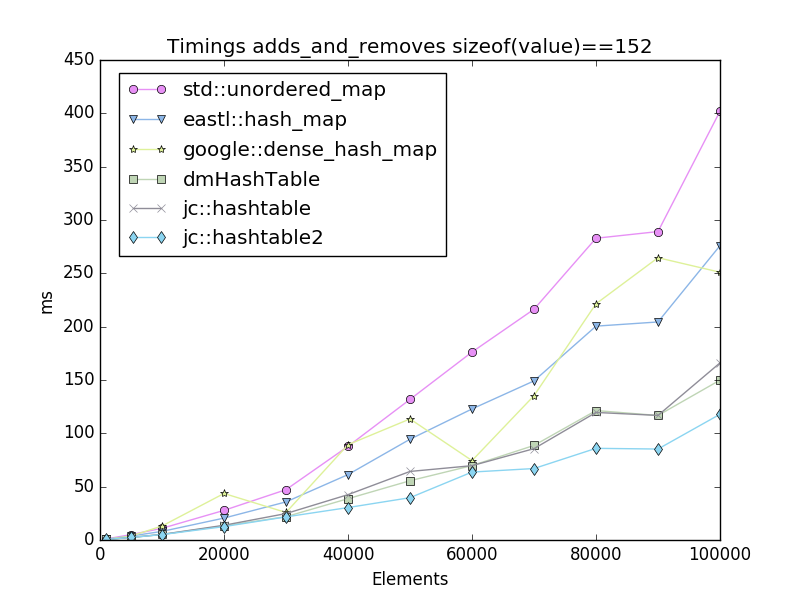 Timings adds_and_removes sizeof(value)==152
450
400
350
300
250
200
150
100
50
0
ms
std::unordered_map
eastl::hash_map
google::dense_hash_map
dmHashTable
jc::hashtable
jc::hashtable2
0 20000 40000 60000 80000 100000
Elements